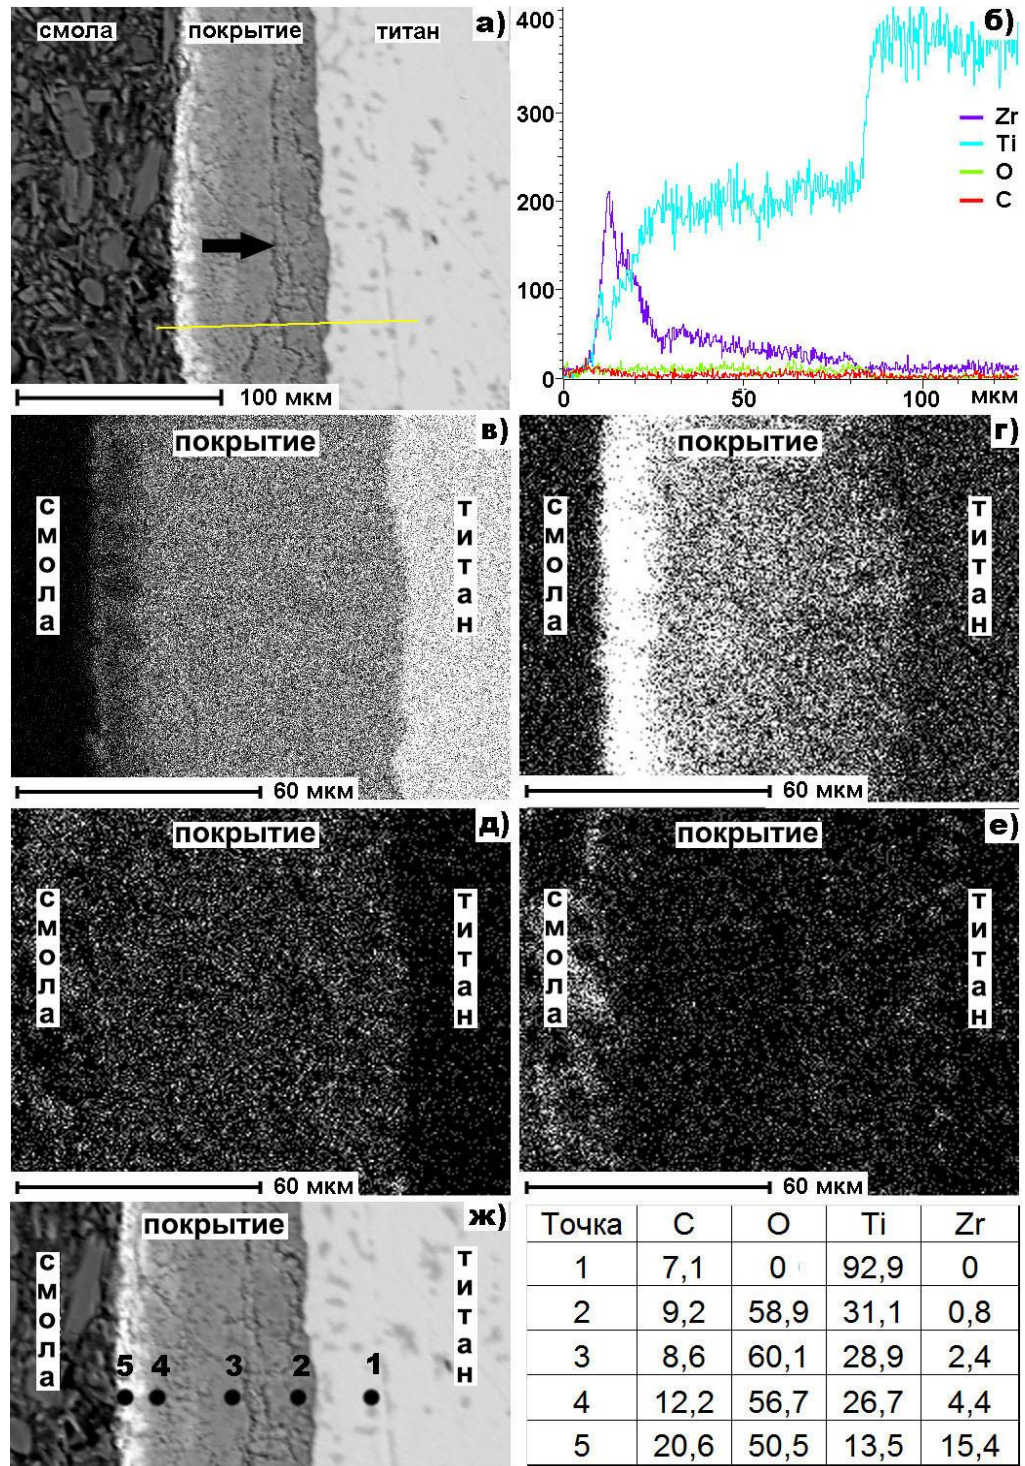 смола покрытие титан а)
100 мкм
б)
400
300
200
100
0
Zr
Ti
O
C
0 50 100 мкм
покрытие в)
смола
титан
60 мкм
покрытие г)
смола
титан
60 мкм
покрытие д)
смола
титан
60 мкм
покрытие е)
смола
титан
60 мкм
покрытие ж)
смола
титан
5 4 3 2 1
Точка C O Ti Zr
1 7,1 0 92,9 0
2 9,2 58,9 31,1 0,8
3 8,6 60,1 28,9 2,4
4 12,2 56,7 26,7 4,4
5 20,6 50,5 13,5 15,4